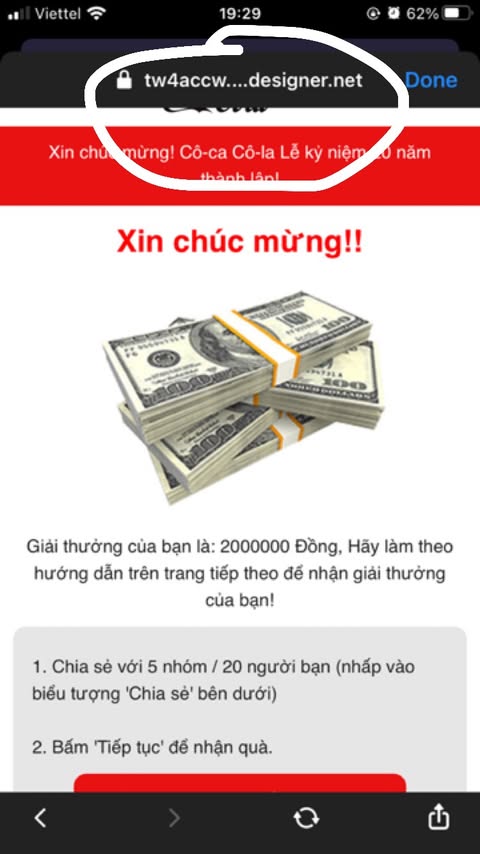 Viettel 19:29 62%
tw4accw....designer.net Done
Xin chúc mừng! Cô-ca Cô-la Lễ kỷ niệm năm
thành lập!
Xin chúc mừng!!
Giải thưởng của bạn là: 2000000 Đồng, Hãy làm theo
hướng dẫn trên trang tiếp theo để nhận giải thưởng
của bạn!
1. Chia sẻ với 5 nhóm / 20 người bạn (nhấp vào
biểu tượng 'Chia sẻ' bên dưới)
2. Bấm 'Tiếp tục' để nhận quà.